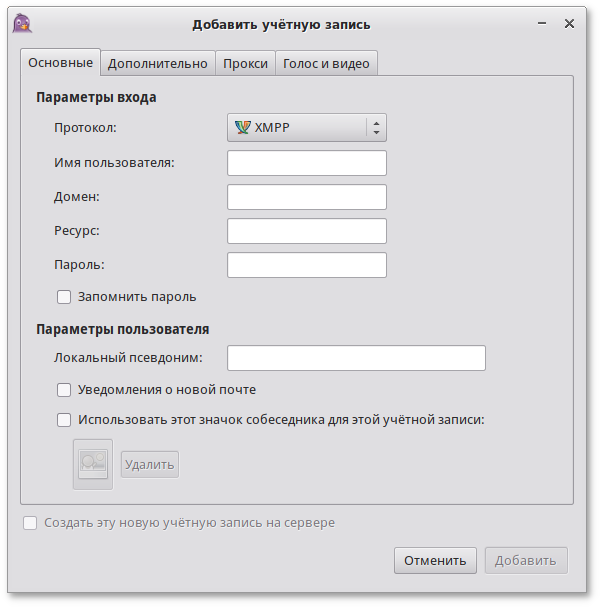 Добавить учётную запись
Основные
Дополнительно
Прокси
Голос и видео
Параметры входа
Протокол:
XMPP
Имя пользователя:
Домен:
Ресурс:
Пароль:
Запомнить пароль
Параметры пользователя
Локальный псевдоним:
Уведомления о новой почте
Использовать этот значок собеседника для этой учётной записи:
Удалить
Создать эту новую учётную запись на сервере
Отменить
Добавить